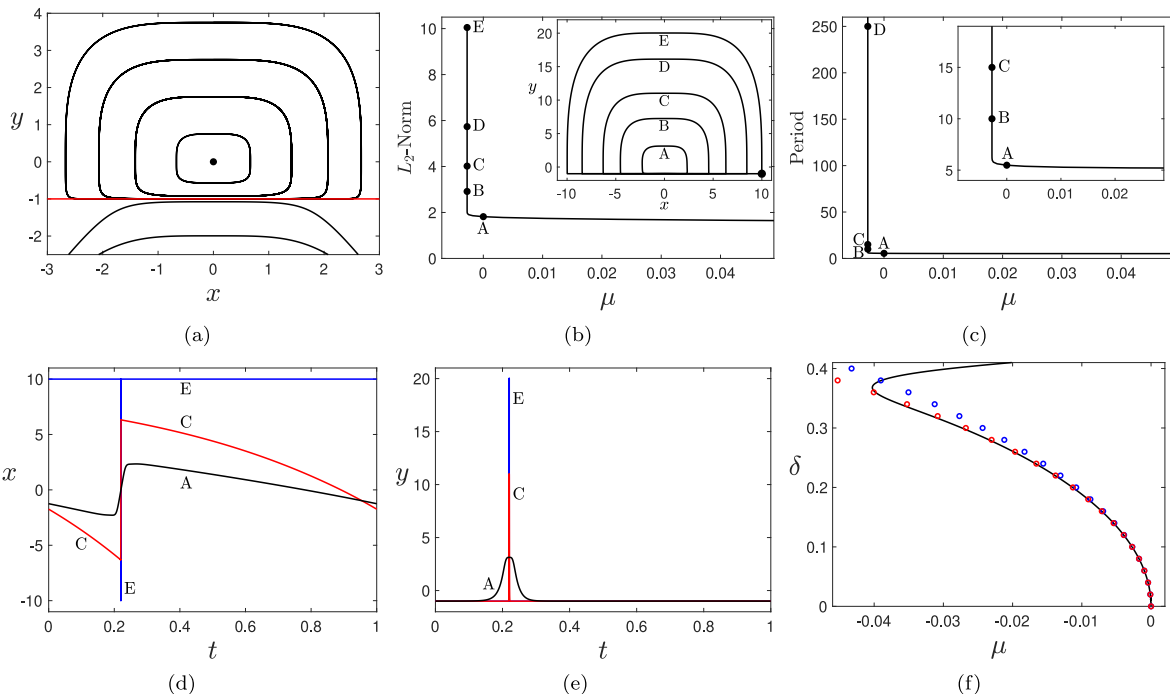 4
3
2
1
0
-1
-2
y
-3 -2 -1 0 1 2 3
x
(a)
10
8
6
4
2
0
L2-Norm
E
D
C
B
A
20
15
10
5
0
y
E
D
C
B
A
-10 -5 0 5 10
x
0 0.01 0.02 0.03 0.04
μ
(b)
250
200
150
100
50
0
Period
D
C
B
A
15
10
5
C
B
A
0 0.01 0.02
0 0.01 0.02 0.03 0.04
μ
(c)
10
5
0
-5
-10
x
E
C
A
C
E
0 0.2 0.4 0.6 0.8 1
t
(d)
20
15
10
5
0
y
E
C
A
0 0.2 0.4 0.6 0.8 1
t
(e)
0.4
0.3
0.2
0.1
0
δ
-0.04 -0.03 -0.02 -0.01 0
μ
(f)